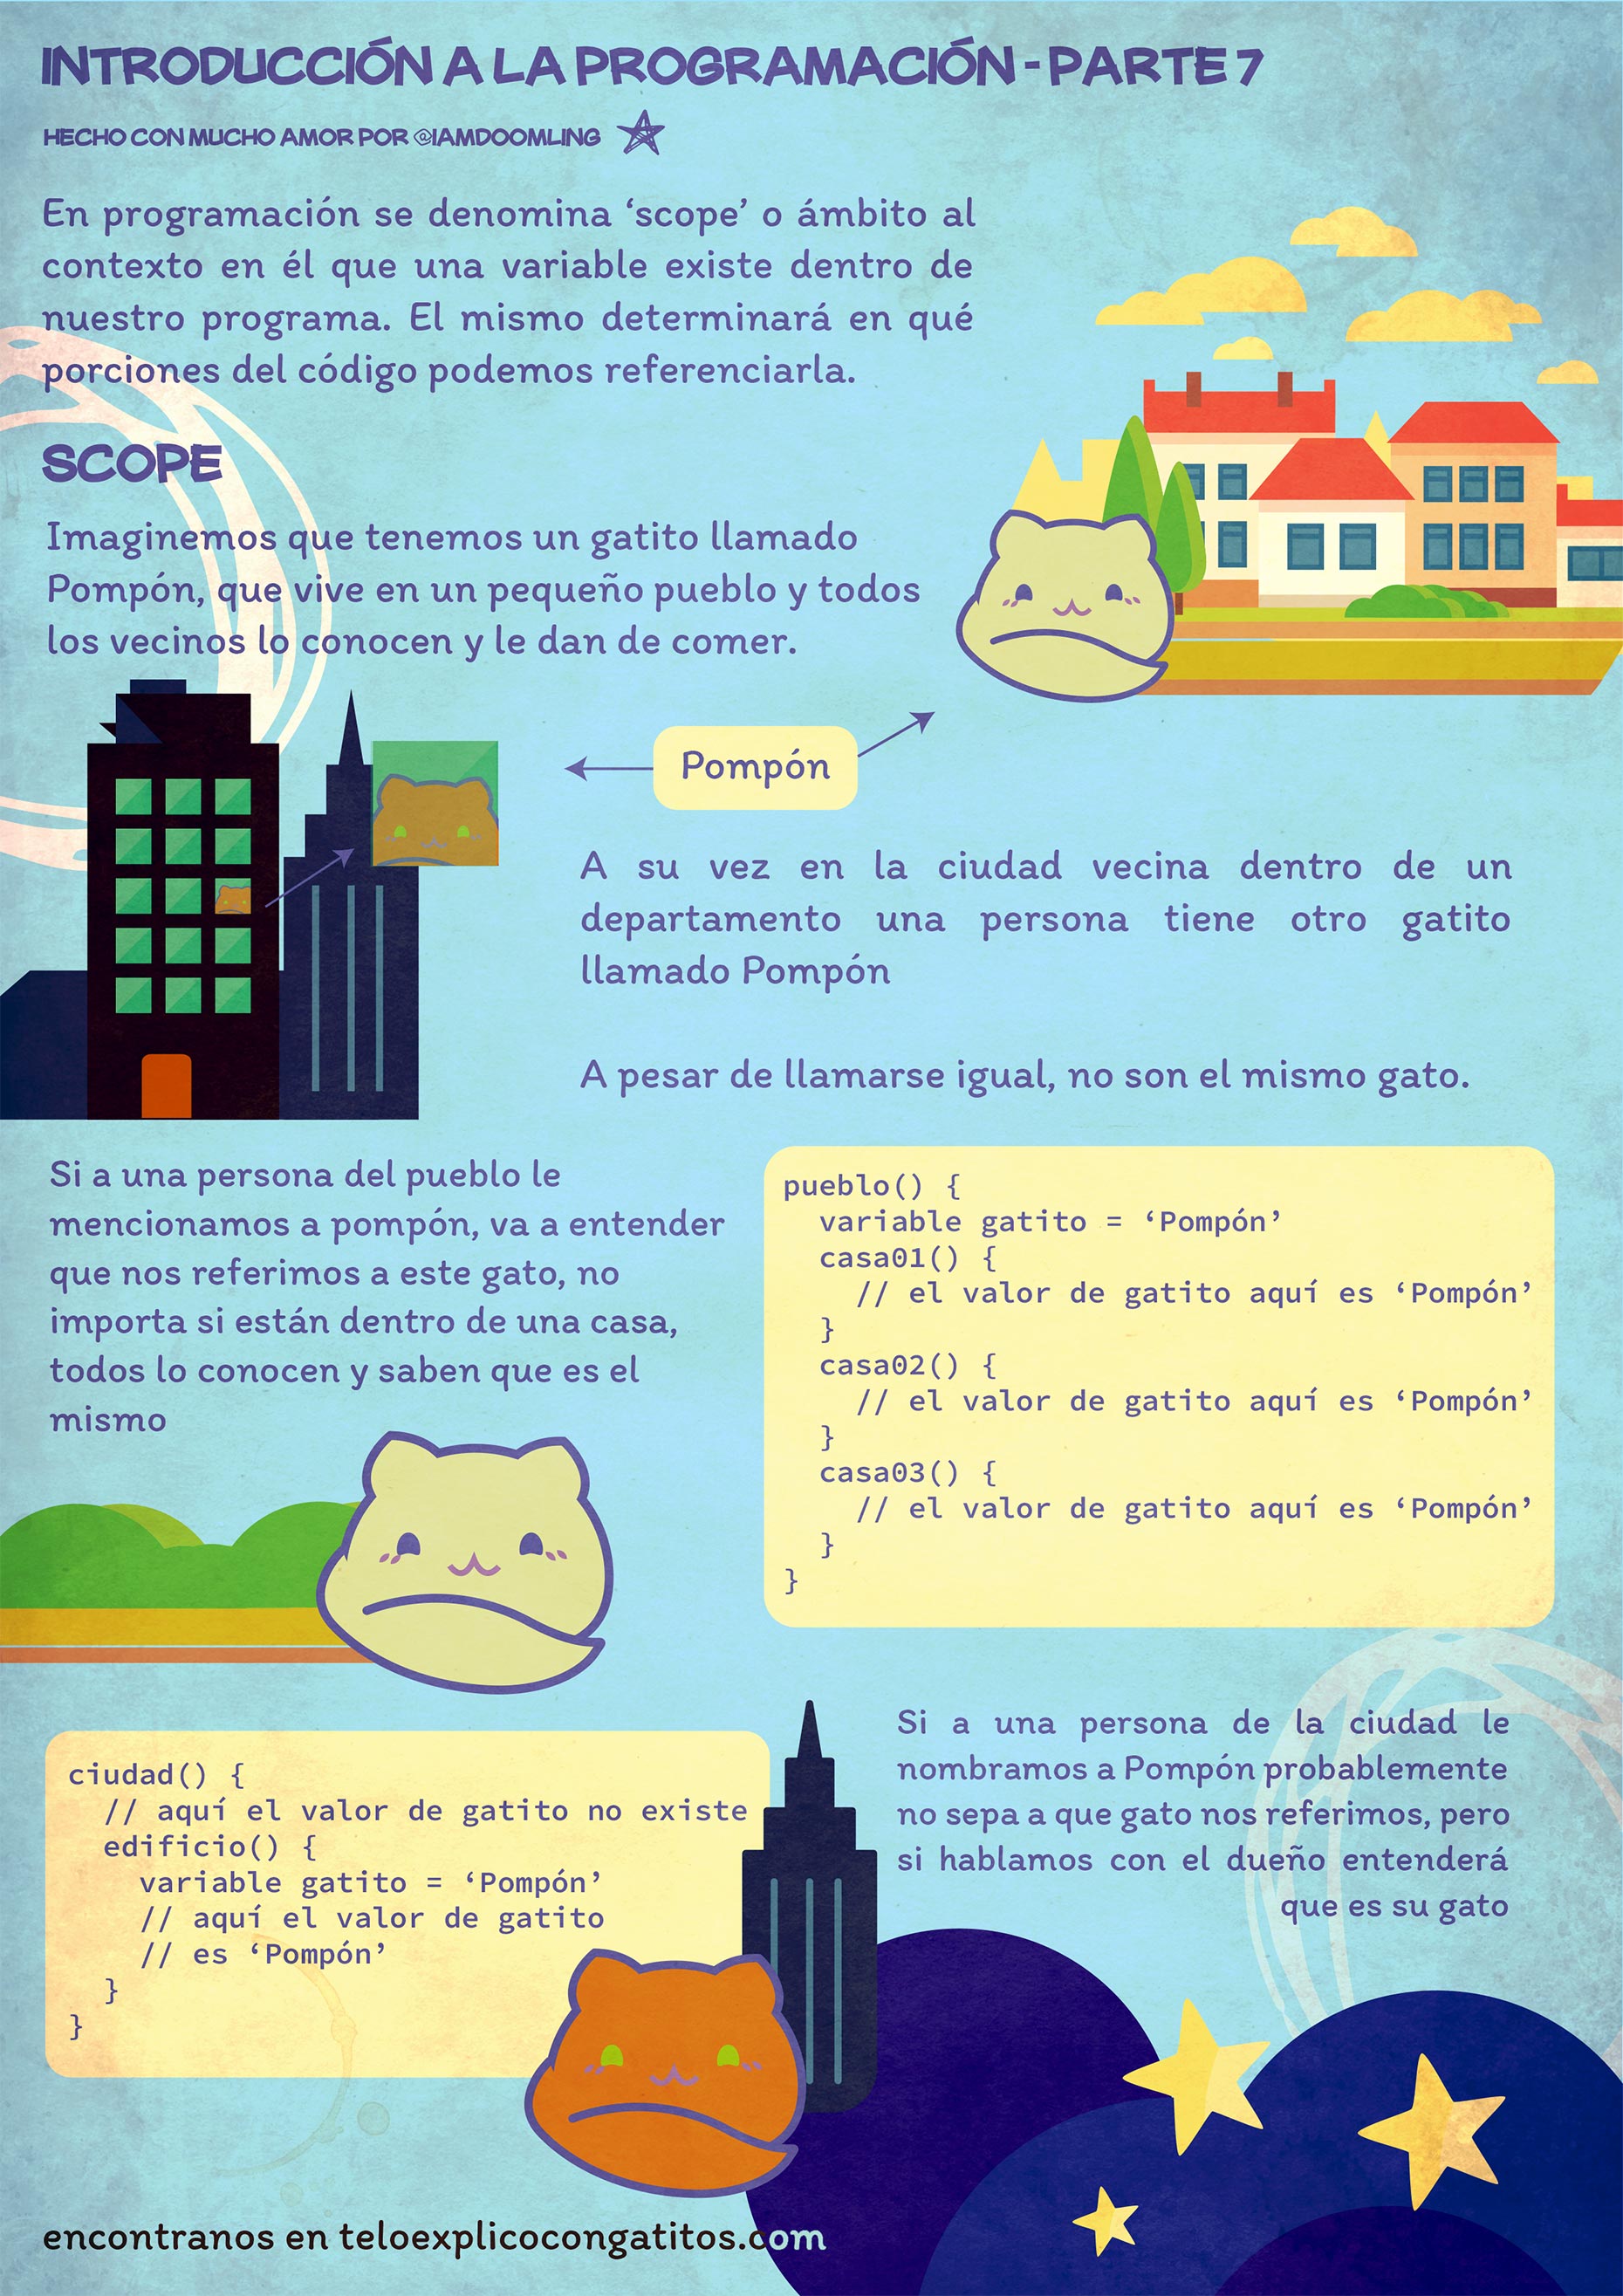 INTRODUCCIÓN A LA PROGRAMACIÓN - PARTE 7
HECHO CON MUCHO AMOR POR @IAMDOOMLING
En programación se denomina ‘scope’ o ámbito al
contexto en él que una variable existe dentro de
nuestro programa. El mismo determinará en qué
porciones del código podemos referenciarla.
SCOPE
Imaginemos que tenemos un gatito llamado
Pompón, que vive en un pequeño pueblo y todos
los vecinos lo conocen y le dan de comer.
Pompón
A su vez en la ciudad vecina dentro de un
departamento una persona tiene otro gatito
llamado Pompón
A pesar de llamarse igual, no son el mismo gato.
Si a una persona del pueblo le
mencionamos a pompón, va a entender
que nos referimos a este gato, no
importa si están dentro de una casa,
todos lo conocen y saben que es el
mismo
pueblo() {
  variable gatito = ‘Pompón’
  casa01() {
    // el valor de gatito aquí es ‘Pompón’
  }
  casa02() {
    // el valor de gatito aquí es ‘Pompón’
  }
  casa03() {
    // el valor de gatito aquí es ‘Pompón’
  }
}
ciudad() {
  // aquí el valor de gatito no existe
  edificio() {
    variable gatito = ‘Pompón’
    // aquí el valor de gatito
    // es ‘Pompón’
  }
}
Si a una persona de la ciudad le
nombramos a Pompón probablemente
no sepa a que gato nos referimos, pero
si hablamos con el dueño entenderá
que es su gato
encontranos en teloexplicocongatitos.com